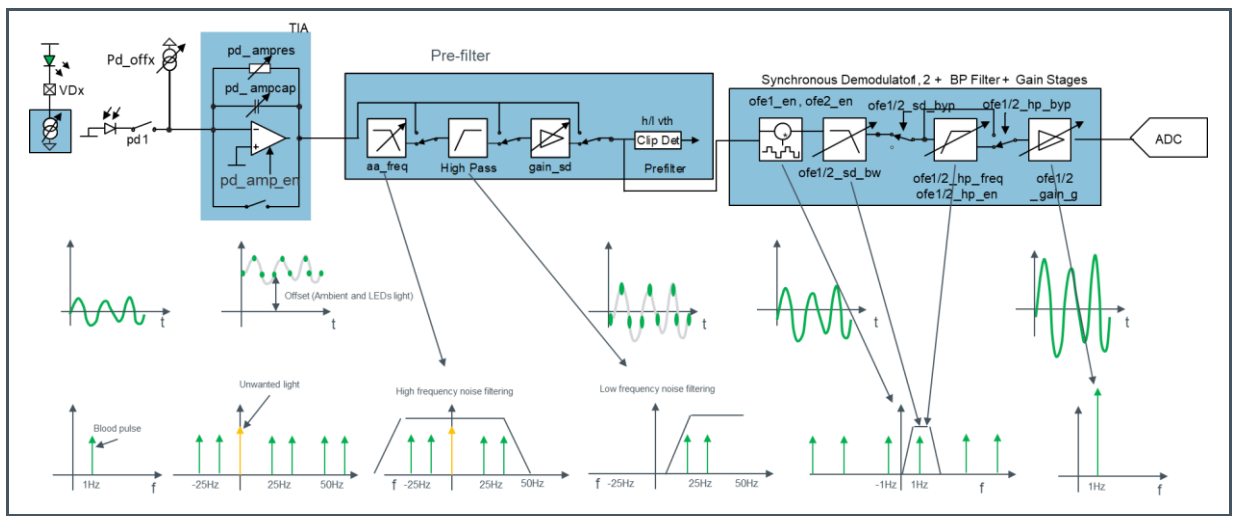 TIA
Pd_offx
pd_ampres
pd_ampcap
VDx
pd1
pd_amp_en
Pre-filter
aa_freq
High Pass
gain_sd
h/l vth
Clip Det
Prefilter
Synchronous Demodulatof, 2 + BP Filter + Gain Stages
ofe1_en , ofe2_en
ofe1/2_sd_byp
ofe1/2_hp_byp
ofe1/2_sd_bw
ofe1/2_hp_freq
ofe1/2_hp_en
ofe1/2
_gain_g
ADC
t
Offset (Ambient and LEDs light)
t
t
t
t
Blood pulse
1Hz
f
Unwanted light
-25Hz
25Hz
50Hz
High frequency noise filtering
f
-25Hz
25Hz
50Hz
Low frequency noise filtering
f
-25Hz
25Hz
50Hz
-1Hz
1Hz
f
1Hz
f